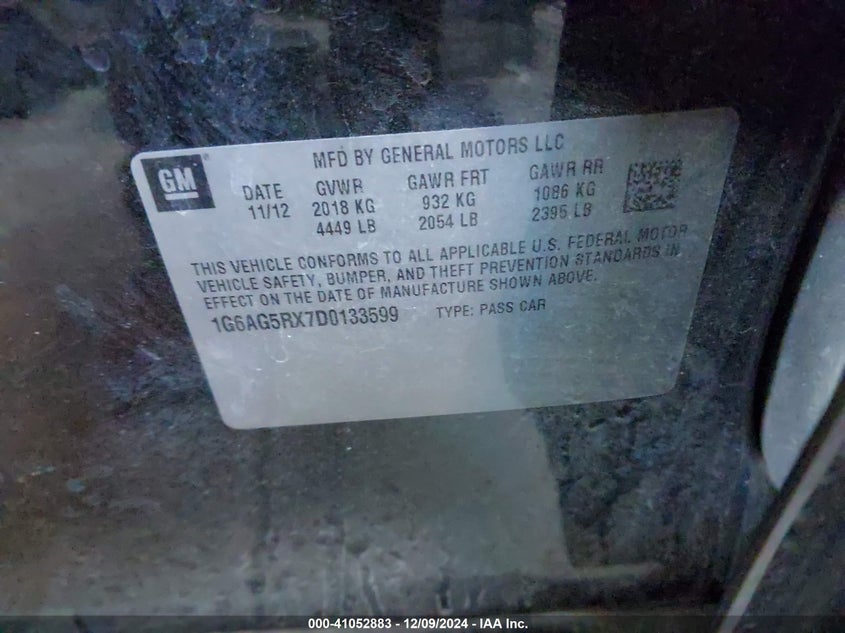 GM
MFD BY GENERAL MOTORS LLC
DATE GVWR GAWR FRT GAWR RR
11/12 2018 KG 932 KG 1086 KG
4449 LB 2054 LB 2395 LB
THIS VEHICLE CONFORMS TO ALL APPLICABLE U.S. FEDERAL MOTOR
VEHICLE SAFETY, BUMPER, AND THEFT PREVENTION STANDARDS IN
EFFECT ON THE DATE OF MANUFACTURE SHOWN ABOVE.
1G6AG5RX7D0133599 TYPE: PASS CAR
000-41052883 - 12/09/2024 - IAA Inc.